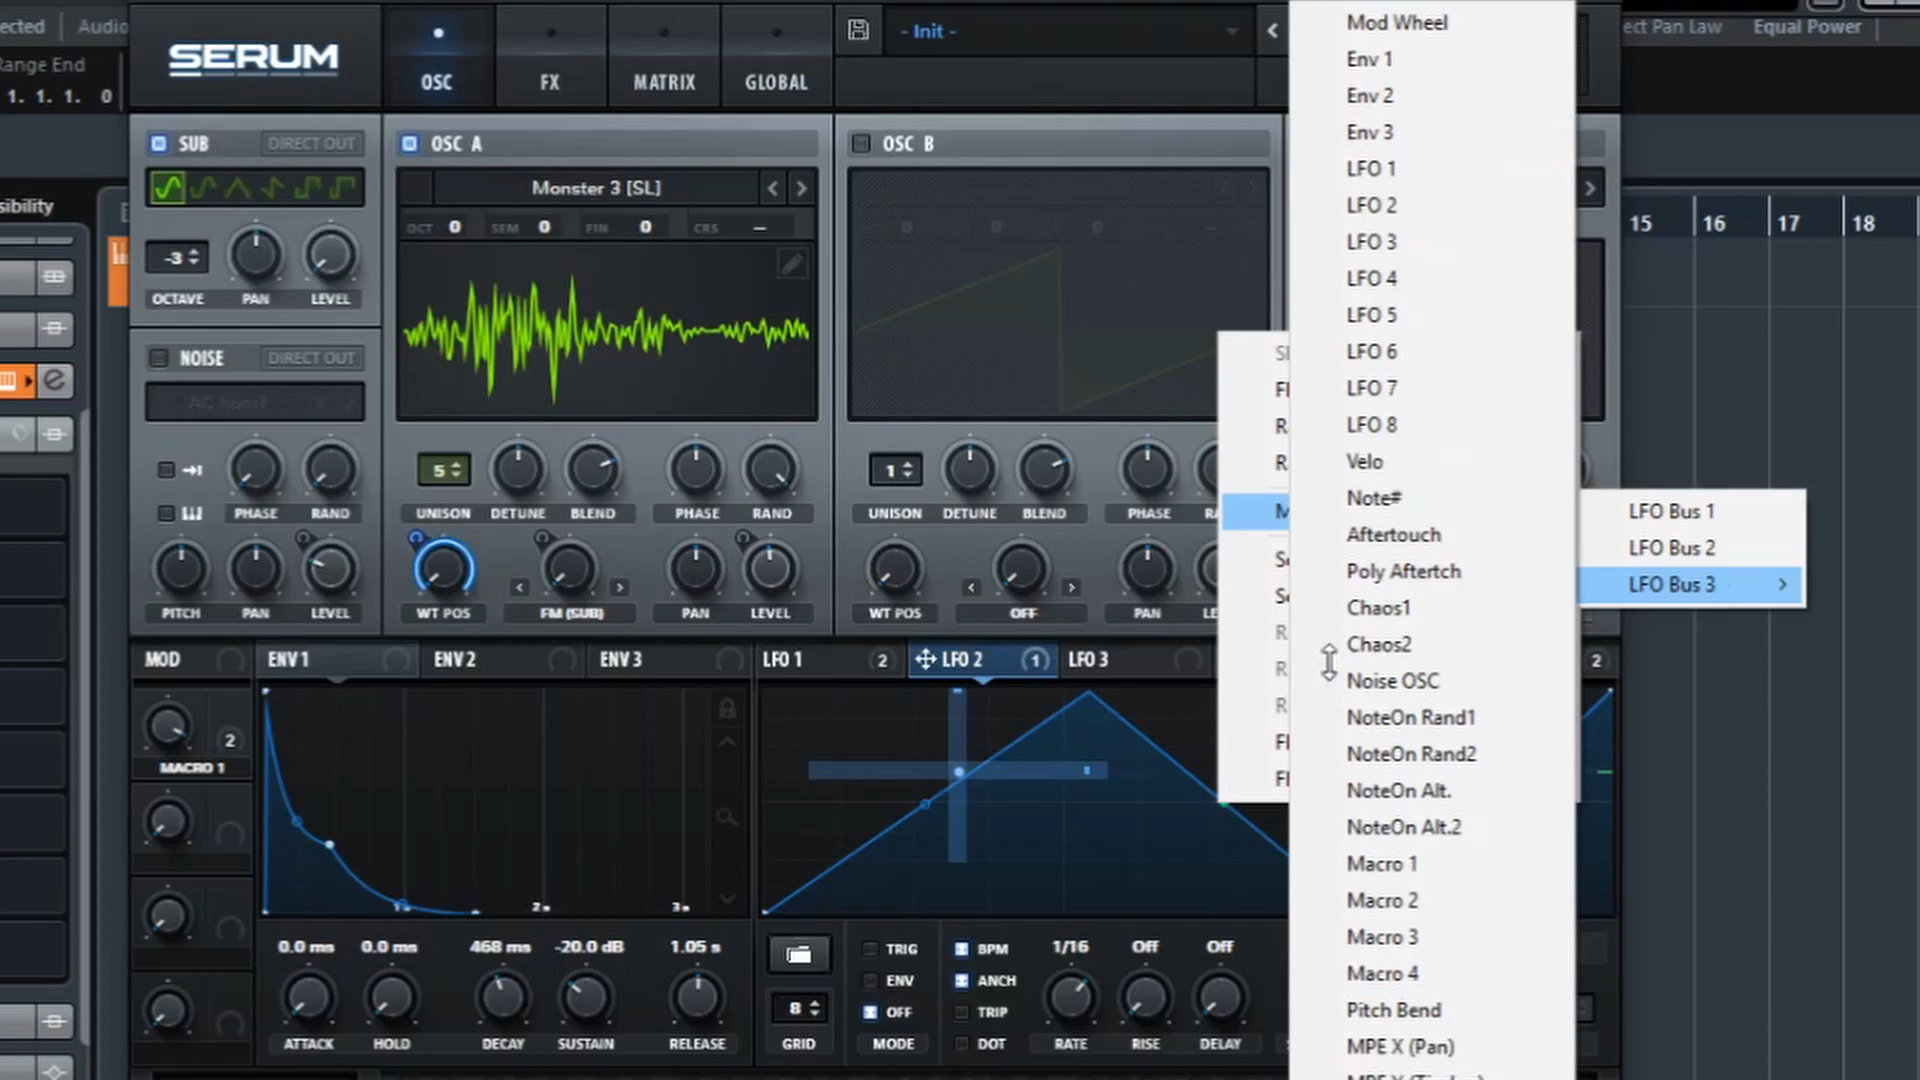 ected
Audio
Range End
1. 1. 1. 0
sibility
SERUM
OSC
FX
MATRIX
GLOBAL
- Init -
ect Pan Law
Equal Power
SUB
DIRECT OUT
-3
OCTAVE
PAN
LEVEL
NOISE
DIRECT OUT
PHASE
RAND
PITCH
PAN
LEVEL
OSC A
Monster 3 [SL]
OCT 0
SEM 0
FIN 0
CRS --
5
UNISON
DETUNE
BLEND
PHASE
RAND
WT POS
FM (SUB)
PAN
LEVEL
OSC B
1
UNISON
DETUNE
BLEND
PHASE
WT POS
OFF
PAN
15
16
17
18
Mod Wheel
Env 1
Env 2
Env 3
LFO 1
LFO 2
LFO 3
LFO 4
LFO 5
LFO 6
LFO 7
LFO 8
Velo
Note#
Aftertouch
Poly Aftertch
Chaos1
Chaos2
Noise OSC
NoteOn Rand1
NoteOn Rand2
NoteOn Alt.
NoteOn Alt.2
Macro 1
Macro 2
Macro 3
Macro 4
Pitch Bend
MPE X (Pan)
LFO Bus 1
LFO Bus 2
LFO Bus 3
MOD
ENV 1
ENV 2
ENV 3
LFO 1
2
LFO 2
1
LFO 3
2
2
MACRO 1
0.0 ms
0.0 ms
468 ms
-20.0 dB
1.05 s
ATTACK
HOLD
DECAY
SUSTAIN
RELEASE
8
GRID
TRIG
ENV
OFF
MODE
BPM
ANCH
TRIP
DOT
1/16
Off
Off
RATE
RISE
DELAY